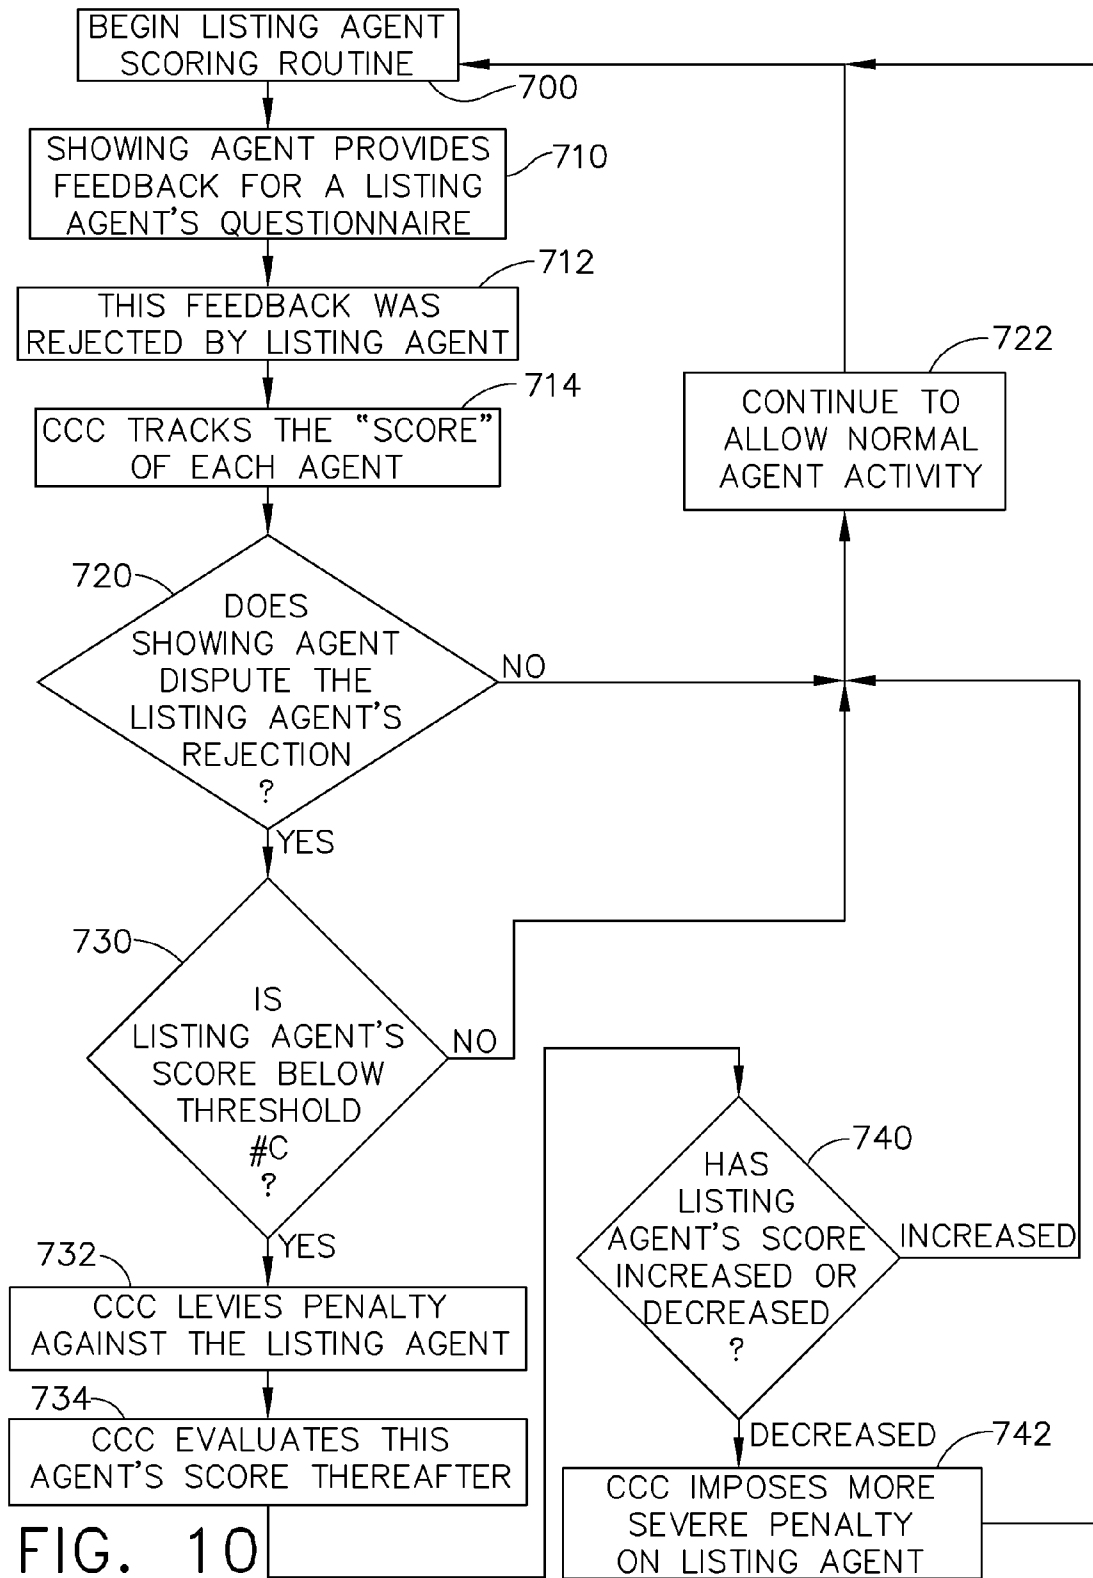 BEGIN LISTING AGENT
SCORING ROUTINE
700
SHOWING AGENT PROVIDES
FEEDBACK FOR A LISTING
AGENT'S QUESTIONNAIRE
710
712
THIS FEEDBACK WAS
REJECTED BY LISTING AGENT
714
CCC TRACKS THE “SCORE”
OF EACH AGENT
722
CONTINUE TO
ALLOW NORMAL
AGENT ACTIVITY
720
DOES
SHOWING AGENT
DISPUTE THE
LISTING AGENT'S
REJECTION
?
NO
YES
730
IS
LISTING AGENT'S
SCORE BELOW
THRESHOLD
#C
?
NO
YES
732
CCC LEVIES PENALTY
AGAINST THE LISTING AGENT
734
CCC EVALUATES THIS
AGENT'S SCORE THEREAFTER
740
HAS
LISTING
AGENT'S SCORE
INCREASED OR
DECREASED
?
INCREASED
DECREASED
742
CCC IMPOSES MORE
SEVERE PENALTY
ON LISTING AGENT
FIG. 10